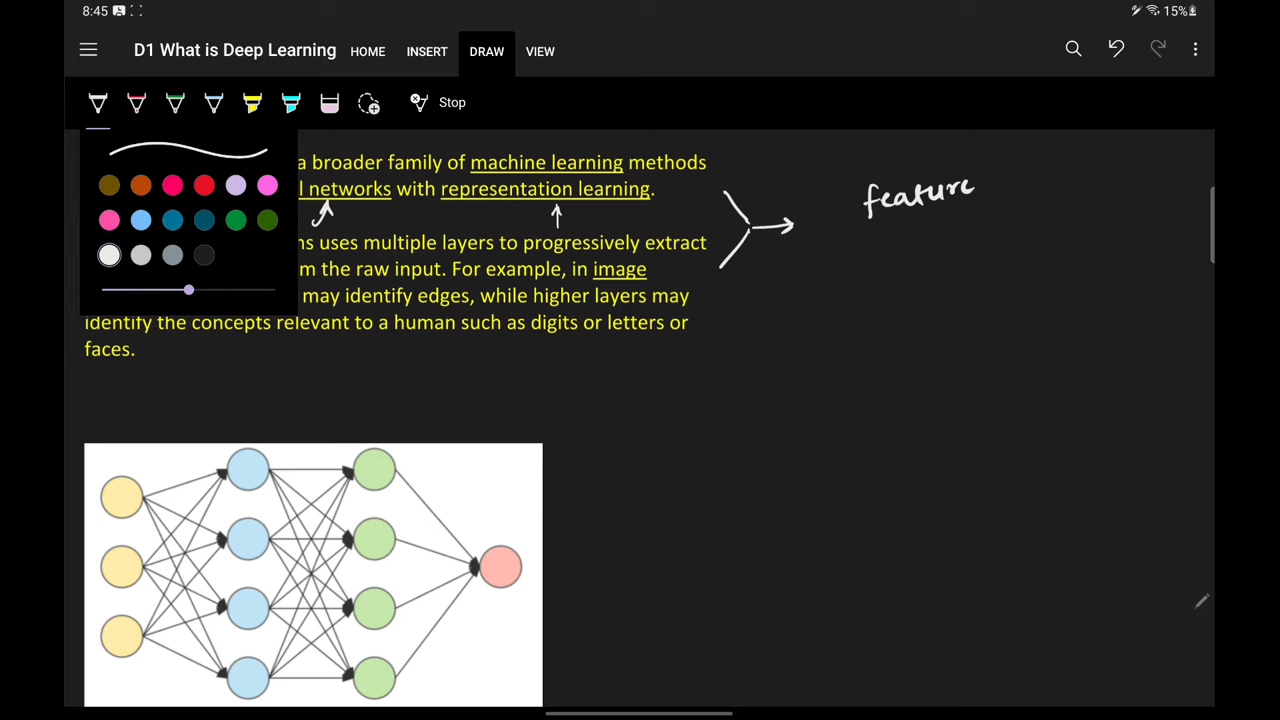 8:45
15%
D1 What is Deep Learning HOME INSERT DRAW VIEW
Stop
a broader family of machine learning methods
l networks with representation learning.
feature
ns uses multiple layers to progressively extract
m the raw input. For example, in image
may identify edges, while higher layers may
identify the concepts relevant to a human such as digits or letters or
faces.